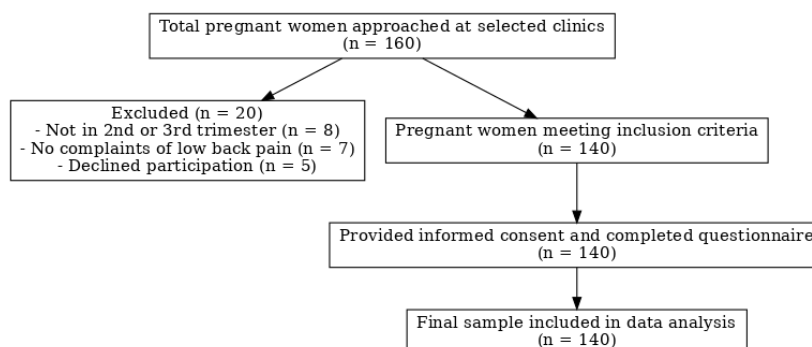 Total pregnant women approached at selected clinics
(n = 160)
Excluded (n = 20)
- Not in 2nd or 3rd trimester (n = 8)
- No complaints of low back pain (n = 7)
- Declined participation (n = 5)
Pregnant women meeting inclusion criteria
(n = 140)
Provided informed consent and completed questionnaire
(n = 140)
Final sample included in data analysis
(n = 140)